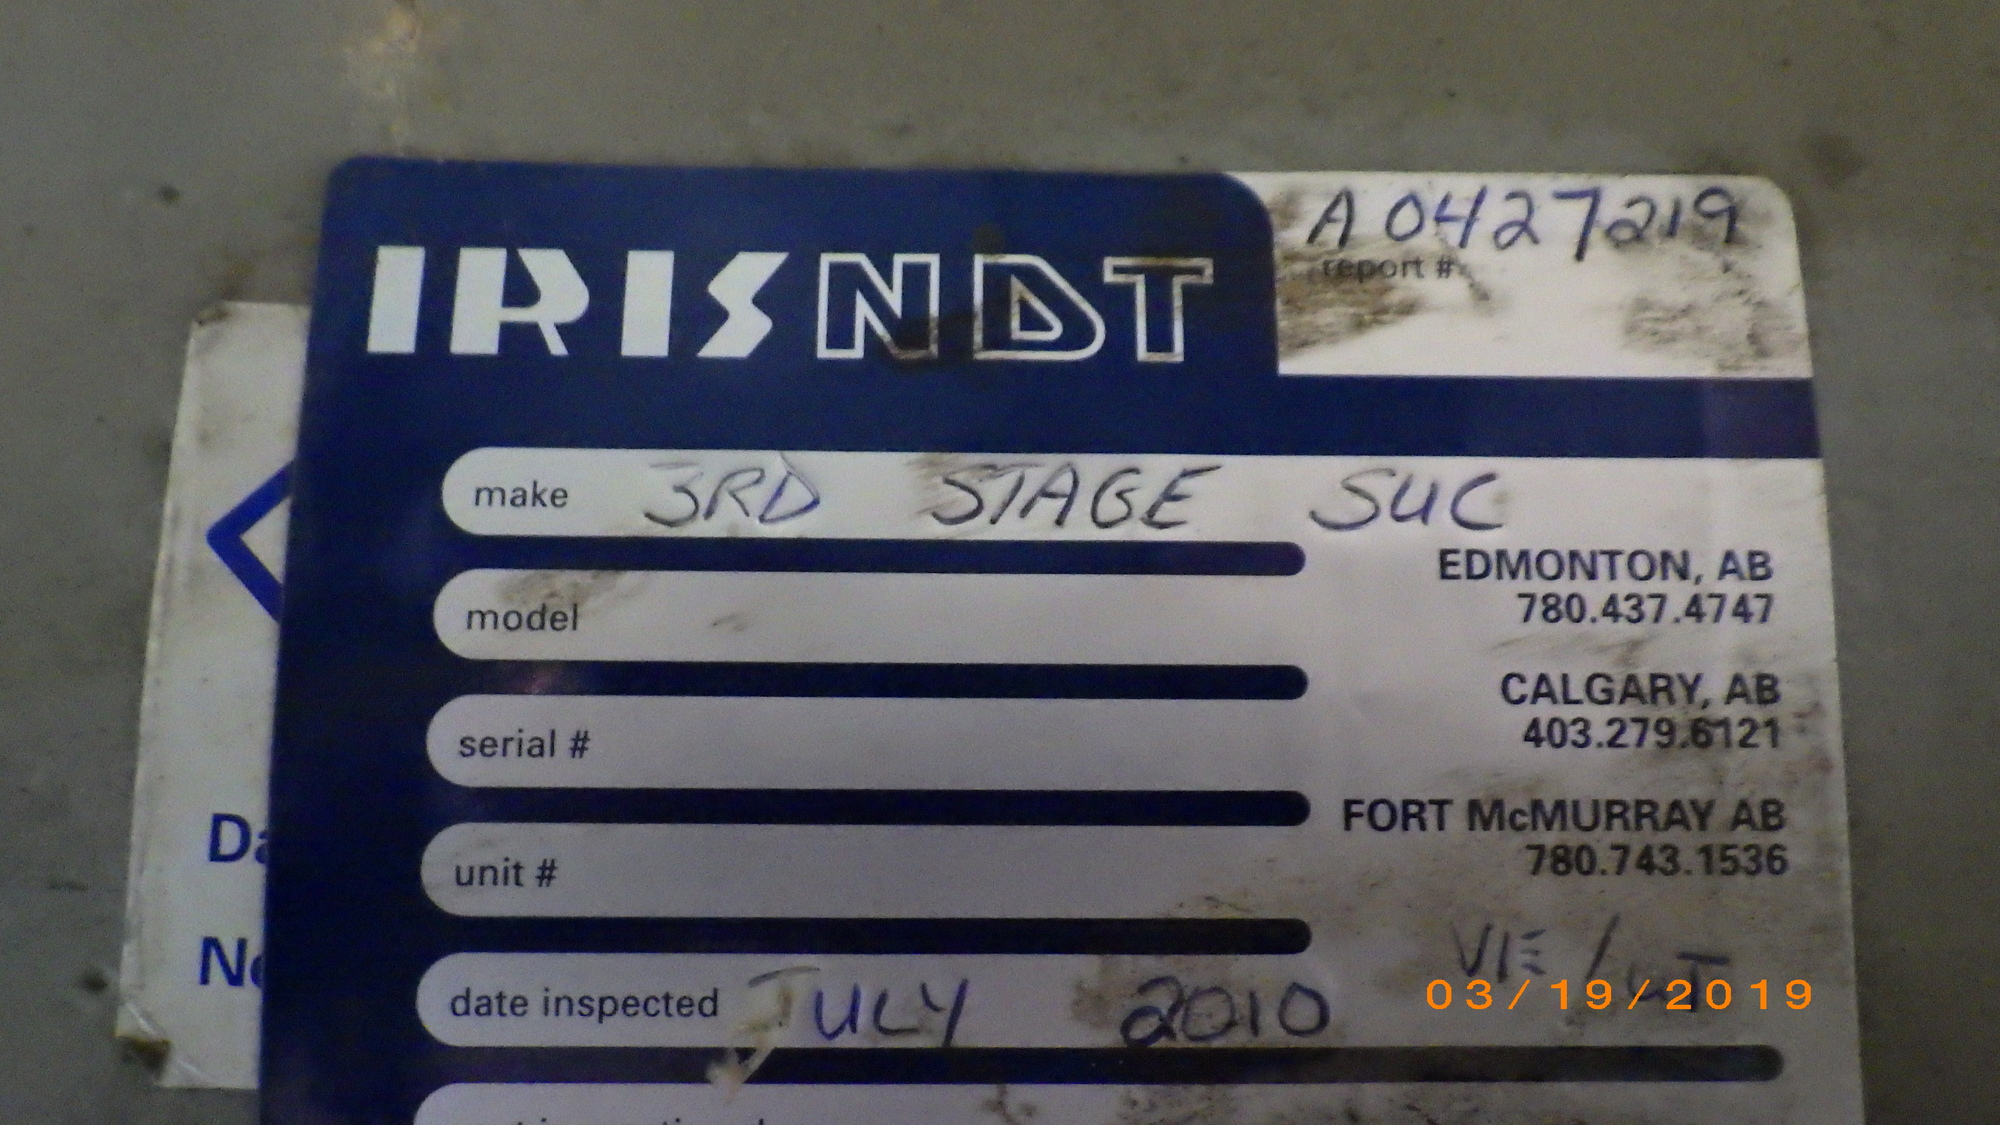 IRISNDT
A0427219
report #
make 3RD STAGE SUC
EDMONTON, AB
780.437.4747
model
CALGARY, AB
403.279.6121
serial #
FORT McMURRAY AB
780.743.1536
unit #
date inspected JULY 2010
03/19/2019